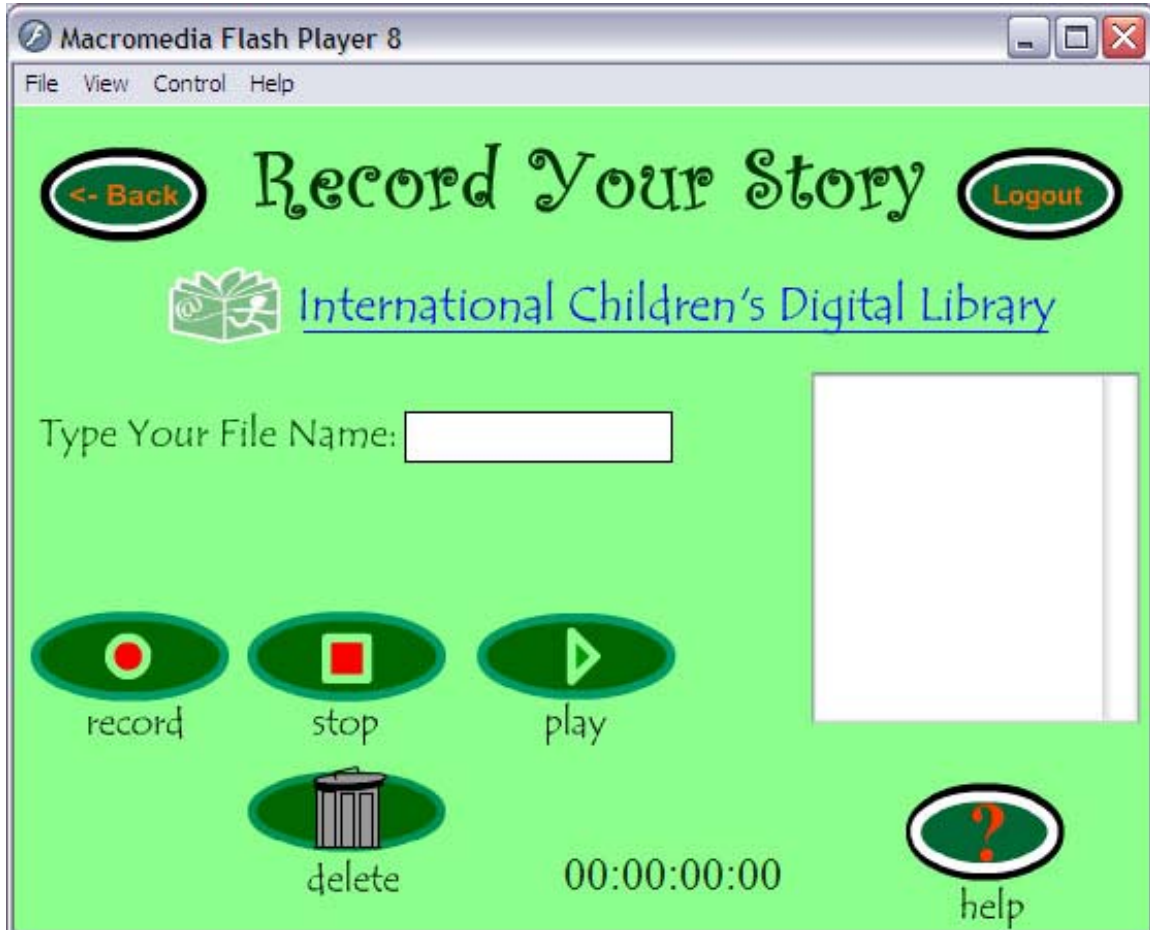 Macromedia Flash Player 8
File View Control Help
<- Back
Record Your Story
Logout
@
International Children's Digital Library
Type Your File Name:
record
stop
play
delete
00:00:00:00
?
help